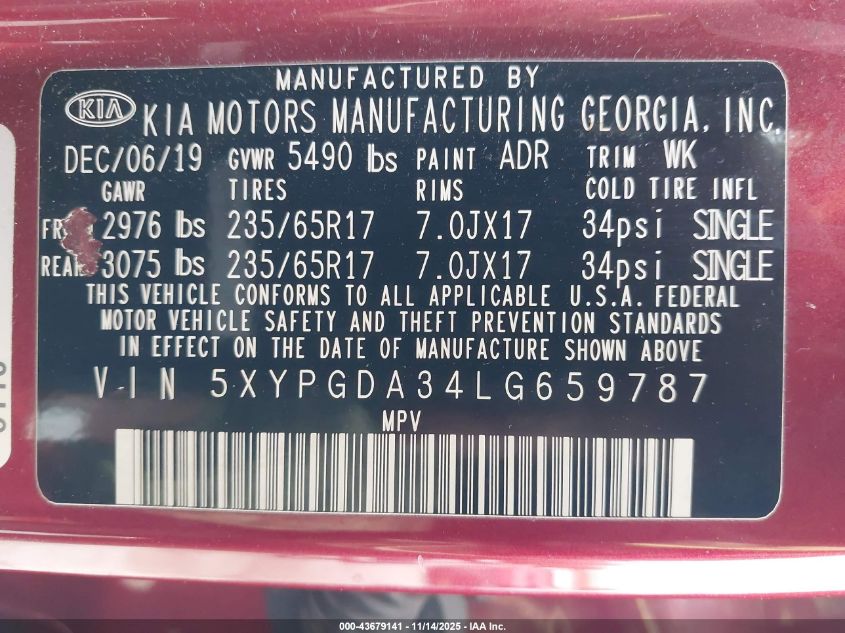 MANUFACTURED BY
KIA KIA MOTORS MANUFACTURING GEORGIA, INC.
DEC/06/19 GVWR 5490 lbs PAINT ADR TRIM WK
GAWR TIRES RIMS COLD TIRE INFL
2976 lbs 235/65R17 7.0JX17 34psi SINGLE
REAR 3075 lbs 235/65R17 7.0JX17 34psi SINGLE
THIS VEHICLE CONFORMS TO ALL APPLICABLE U.S.A. FEDERAL
MOTOR VEHICLE SAFETY AND THEFT PREVENTION STANDARDS
IN EFFECT ON THE DATE OF MANUFACTURE SHOWN ABOVE.
VIN 5XYPGDA34LG659787
MPV
000-43679141 - 11/14/2025 - IAA Inc.